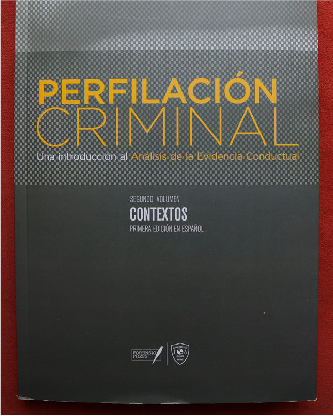 PERFILACIÓN
CRIMINAL
Una introducción al Análisis de la Evidencia Conductual
SEGUNDO VOLUMEN
CONTEXTOS
PRIMERA EDICIÓN EN ESPAÑOL